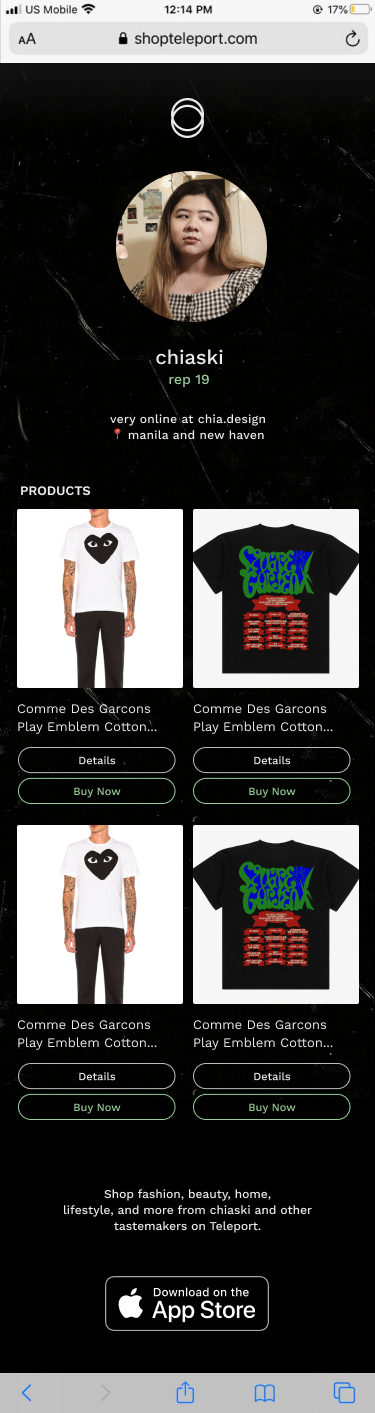 US Mobile
12:14 PM
17%
AA
shopteleport.com
chiaski
rep 19
very online at chia.design
📍 manila and new haven
PRODUCTS
Comme Des Garcons
Play Emblem Cotton...
Details
Buy Now
SQUARE
GARDEN
Comme Des Garcons
Play Emblem Cotton...
Details
Buy Now
Comme Des Garcons
Play Emblem Cotton...
Details
Buy Now
SQUARE
GARDEN
Comme Des Garcons
Play Emblem Cotton...
Details
Buy Now
Shop fashion, beauty, home,
lifestyle, and more from chiaski and other
tastemakers on Teleport.
Download on the
App Store